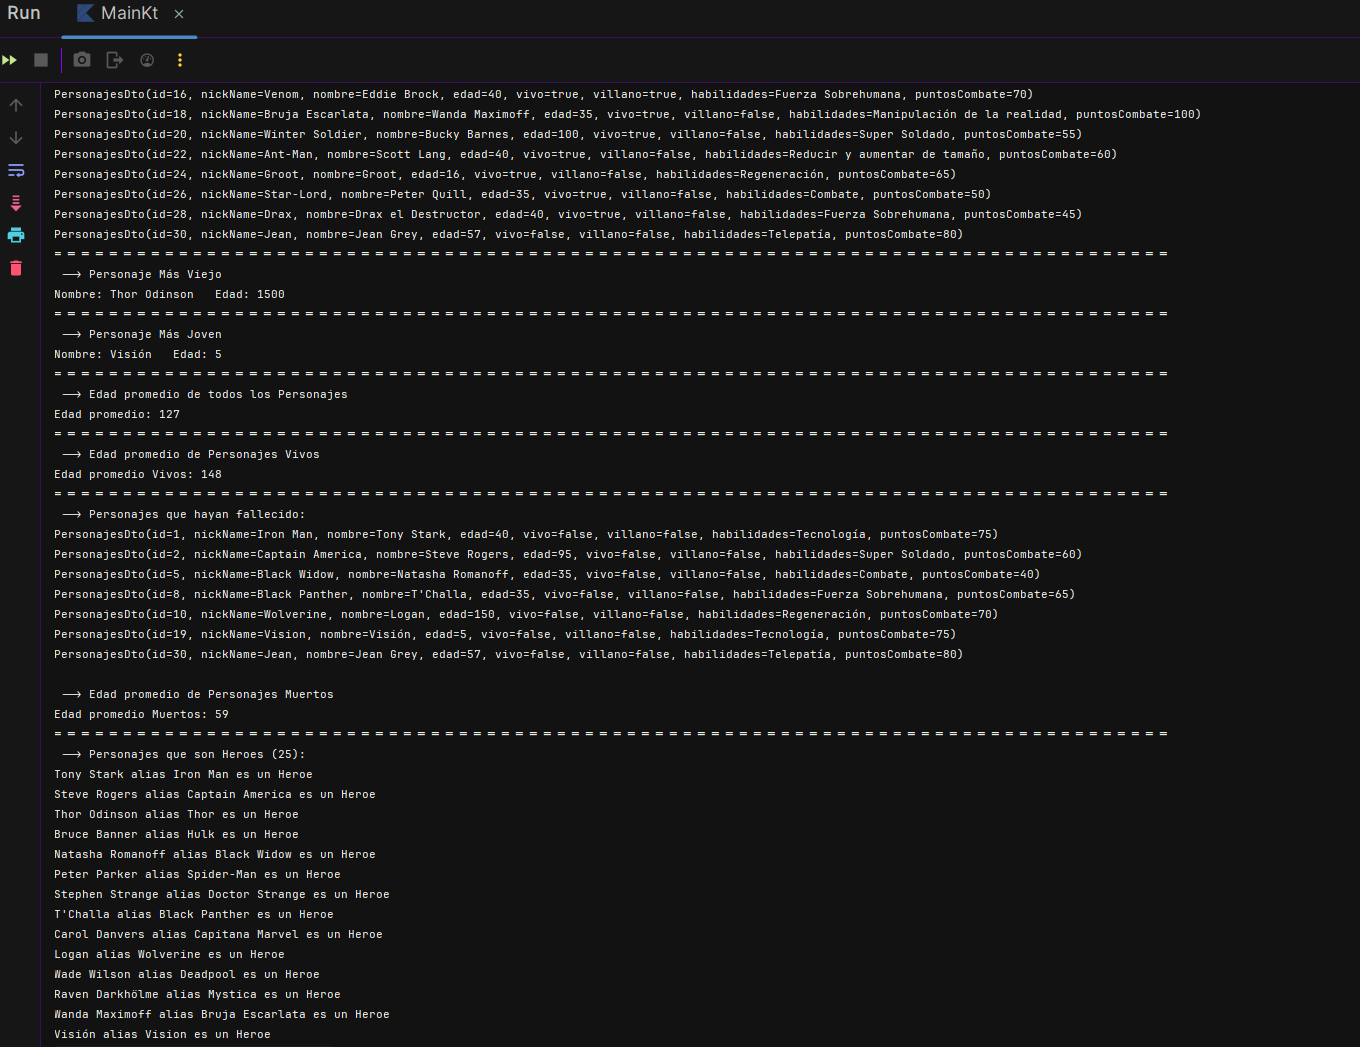 Run MainKt ×
PersonajesDto(id=16, nickName=Venom, nombre=Eddie Brock, edad=40, vivo=true, villano=true, habilidades=Fuerza Sobrehumana, puntosCombate=70)
PersonajesDto(id=18, nickName=Bruja Escarlata, nombre=Wanda Maximoff, edad=35, vivo=true, villano=false, habilidades=Manipulación de la realidad, puntosCombate=100)
PersonajesDto(id=20, nickName=Winter Soldier, nombre=Bucky Barnes, edad=100, vivo=true, villano=false, habilidades=Super Soldado, puntosCombate=55)
PersonajesDto(id=22, nickName=Ant-Man, nombre=Scott Lang, edad=40, vivo=true, villano=false, habilidades=Reducir y aumentar de tamaño, puntosCombate=60)
PersonajesDto(id=24, nickName=Groot, nombre=Groot, edad=16, vivo=true, villano=false, habilidades=Regeneración, puntosCombate=65)
PersonajesDto(id=26, nickName=Star-Lord, nombre=Peter Quill, edad=35, vivo=true, villano=false, habilidades=Combate, puntosCombate=50)
PersonajesDto(id=28, nickName=Drax, nombre=Drax el Destructor, edad=40, vivo=true, villano=false, habilidades=Fuerza Sobrehumana, puntosCombate=45)
PersonajesDto(id=30, nickName=Jean, nombre=Jean Grey, edad=57, vivo=false, villano=false, habilidades=Telepatía, puntosCombate=80)
= = = = = = = = = = = = = = = = = = = = = = = = = = = = = = = = = = = = = = = = = = = = = = = = = = = = = = = = = = = = = = = = = = = = = = = = = = = = = = = =
--> Personaje Más Viejo
Nombre: Thor Odinson   Edad: 1500
= = = = = = = = = = = = = = = = = = = = = = = = = = = = = = = = = = = = = = = = = = = = = = = = = = = = = = = = = = = = = = = = = = = = = = = = = = = = = = = =
--> Personaje Más Joven
Nombre: Visión   Edad: 5
= = = = = = = = = = = = = = = = = = = = = = = = = = = = = = = = = = = = = = = = = = = = = = = = = = = = = = = = = = = = = = = = = = = = = = = = = = = = = = = =
--> Edad promedio de todos los Personajes
Edad promedio: 127
= = = = = = = = = = = = = = = = = = = = = = = = = = = = = = = = = = = = = = = = = = = = = = = = = = = = = = = = = = = = = = = = = = = = = = = = = = = = = = = =
--> Edad promedio de Personajes Vivos
Edad promedio Vivos: 148
= = = = = = = = = = = = = = = = = = = = = = = = = = = = = = = = = = = = = = = = = = = = = = = = = = = = = = = = = = = = = = = = = = = = = = = = = = = = = = = =
--> Personajes que hayan fallecido:
PersonajesDto(id=1, nickName=Iron Man, nombre=Tony Stark, edad=40, vivo=false, villano=false, habilidades=Tecnología, puntosCombate=75)
PersonajesDto(id=2, nickName=Captain America, nombre=Steve Rogers, edad=95, vivo=false, villano=false, habilidades=Super Soldado, puntosCombate=60)
PersonajesDto(id=5, nickName=Black Widow, nombre=Natasha Romanoff, edad=35, vivo=false, villano=false, habilidades=Combate, puntosCombate=40)
PersonajesDto(id=8, nickName=Black Panther, nombre=T'Challa, edad=35, vivo=false, villano=false, habilidades=Fuerza Sobrehumana, puntosCombate=65)
PersonajesDto(id=10, nickName=Wolverine, nombre=Logan, edad=150, vivo=false, villano=false, habilidades=Regeneración, puntosCombate=70)
PersonajesDto(id=19, nickName=Vision, nombre=Visión, edad=5, vivo=false, villano=false, habilidades=Tecnología, puntosCombate=75)
PersonajesDto(id=30, nickName=Jean, nombre=Jean Grey, edad=57, vivo=false, villano=false, habilidades=Telepatía, puntosCombate=80)
--> Edad promedio de Personajes Muertos
Edad promedio Muertos: 59
= = = = = = = = = = = = = = = = = = = = = = = = = = = = = = = = = = = = = = = = = = = = = = = = = = = = = = = = = = = = = = = = = = = = = = = = = = = = = = = =
--> Personajes que son Heroes (25):
Tony Stark alias Iron Man es un Heroe
Steve Rogers alias Captain America es un Heroe
Thor Odinson alias Thor es un Heroe
Bruce Banner alias Hulk es un Heroe
Natasha Romanoff alias Black Widow es un Heroe
Peter Parker alias Spider-Man es un Heroe
Stephen Strange alias Doctor Strange es un Heroe
T'Challa alias Black Panther es un Heroe
Carol Danvers alias Capitana Marvel es un Heroe
Logan alias Wolverine es un Heroe
Wade Wilson alias Deadpool es un Heroe
Raven Darkhölme alias Mystica es un Heroe
Wanda Maximoff alias Bruja Escarlata es un Heroe
Visión alias Vision es un Heroe